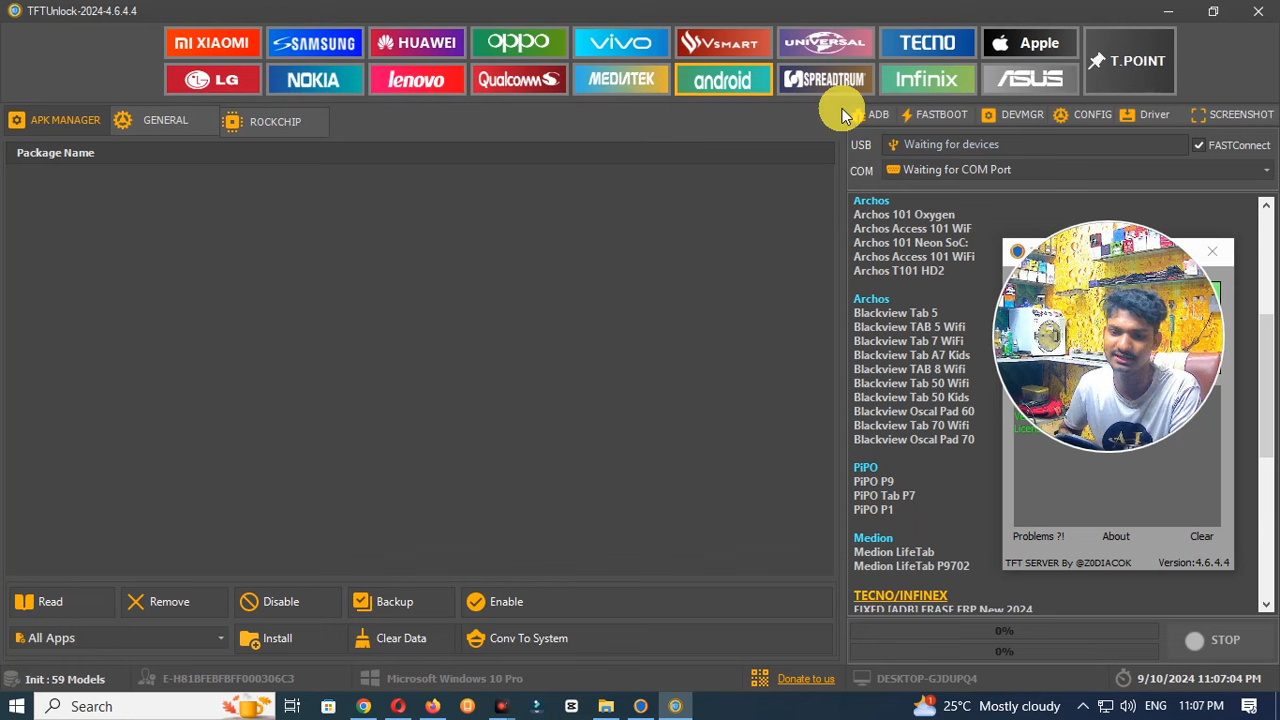 TFTUnlock-2024-4.6.4.4
MI XIAOMI
SAMSUNG
HUAWEI
oppo
vivo
VSMART
UNIVERSAL
TECNO
Apple
T.POINT
LG
NOKIA
lenovo
Qualcomm
MEDIATEK
android
SPREADTRUM
Infinix
ASUS
APK MANAGER
GENERAL
ROCKCHIP
ADB
FASTBOOT
DEVMGR
CONFIG
Driver
SCREENSHOT
Package Name
USB
Waiting for devices
FASTConnect
COM
Waiting for COM Port
Archos
Archos 101 Oxygen
Archos Access 101 WiF
Archos 101 Neon SoC:
Archos Access 101 WiFi
Archos T101 HD2
Archos
Blackview Tab 5
Blackview TAB 5 Wifi
Blackview Tab 7 WiFi
Blackview Tab A7 Kids
Blackview TAB 8 Wifi
Blackview Tab 50 Wifi
Blackview Tab 50 Kids
Blackview Oscal Pad 60
Blackview Tab 70 Wifi
Blackview Oscal Pad 70
PiPO
PiPO P9
PiPO Tab P7
PiPO P1
Medion
Medion LifeTab
Medion LifeTab P9702
TECNO/INFINEX
FIXED [ADB] ERASE FRP New 2024
Problems ?!
About
Clear
TFT SERVER By @Z0DIACOK
Version:4.6.4.4
Read
Remove
Disable
Backup
Enable
All Apps
Install
Clear Data
Conv To System
0%
0%
STOP
Init : 59 Models
E-H81BFEBFBFF000306C3
Microsoft Windows 10 Pro
Donate to us
DESKTOP-GJDUPQ4
9/10/2024 11:07:04 PM
Search
25°C Mostly cloudy
11:07 PM